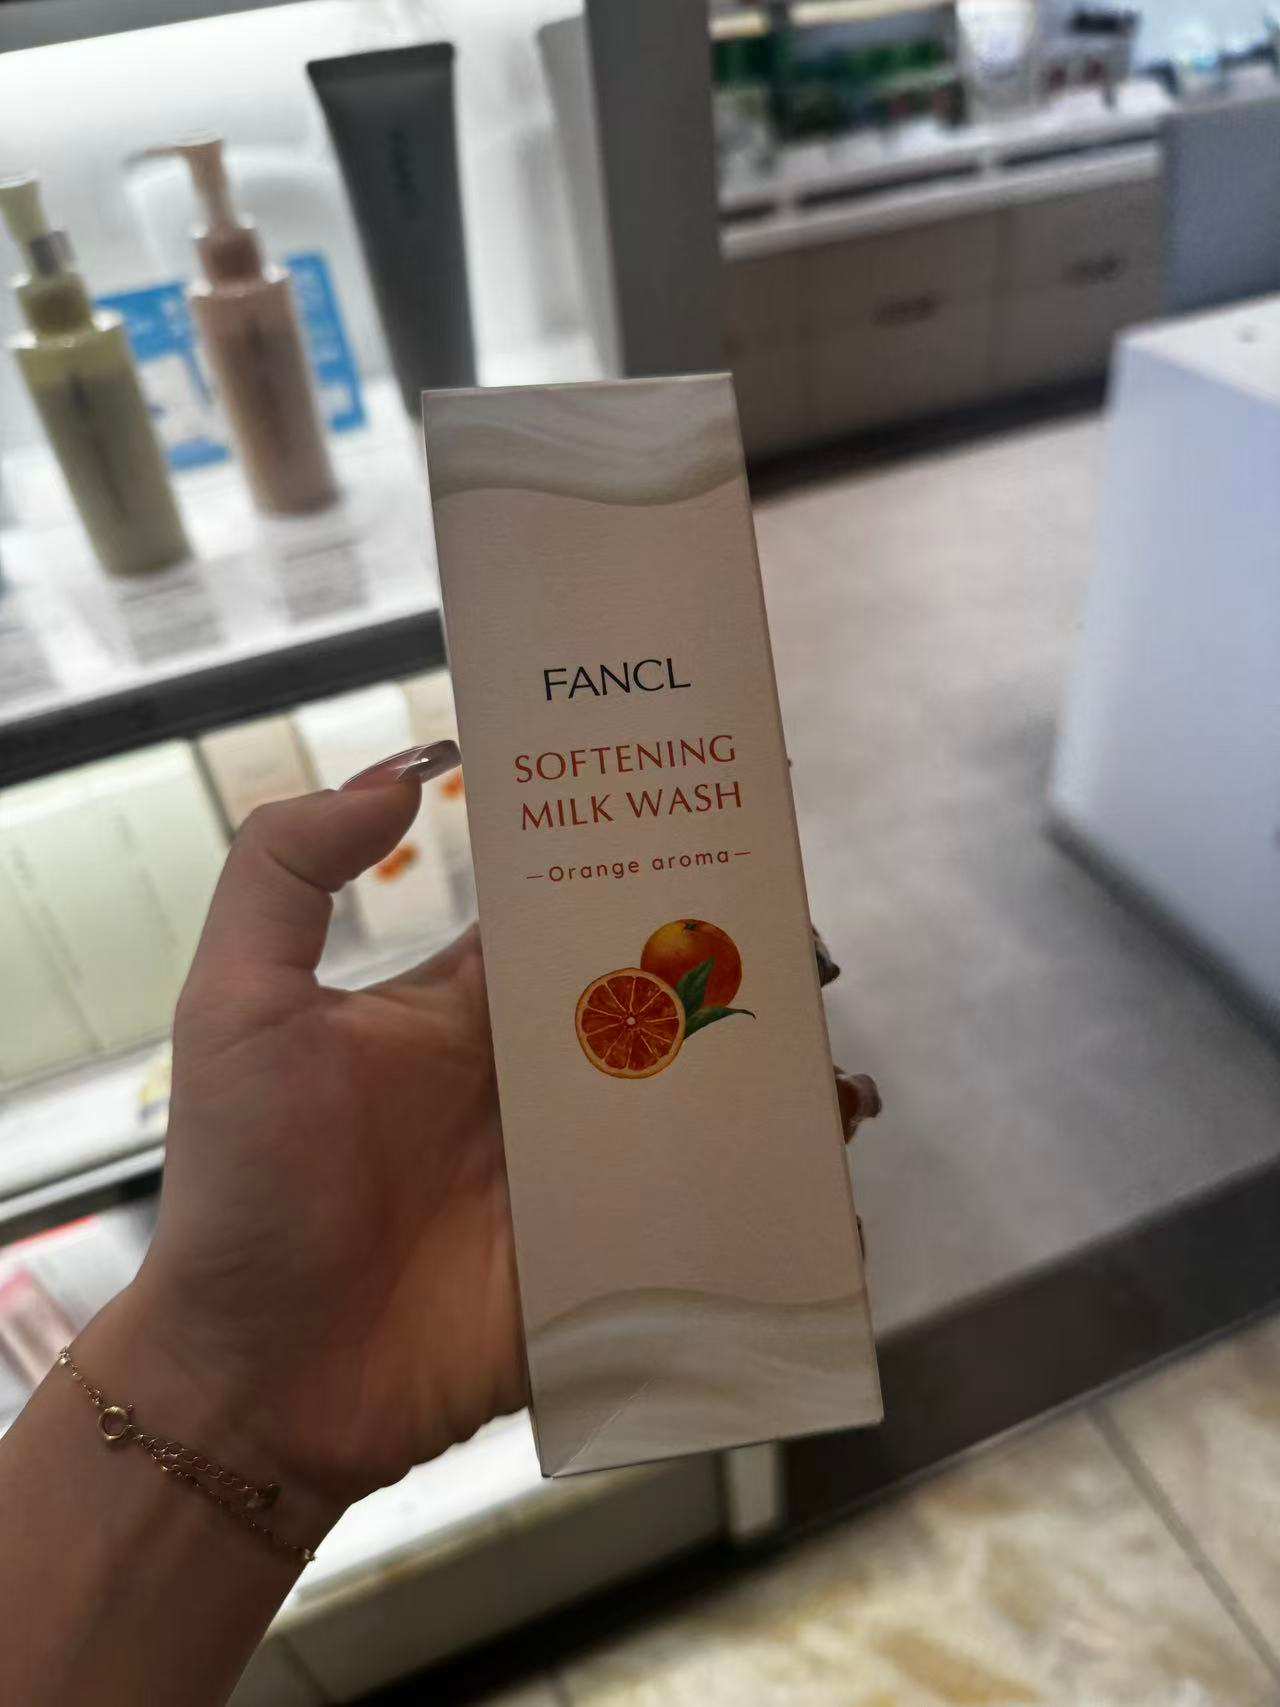 FANCL
SOFTENING
MILK WASH
—Orange aroma—